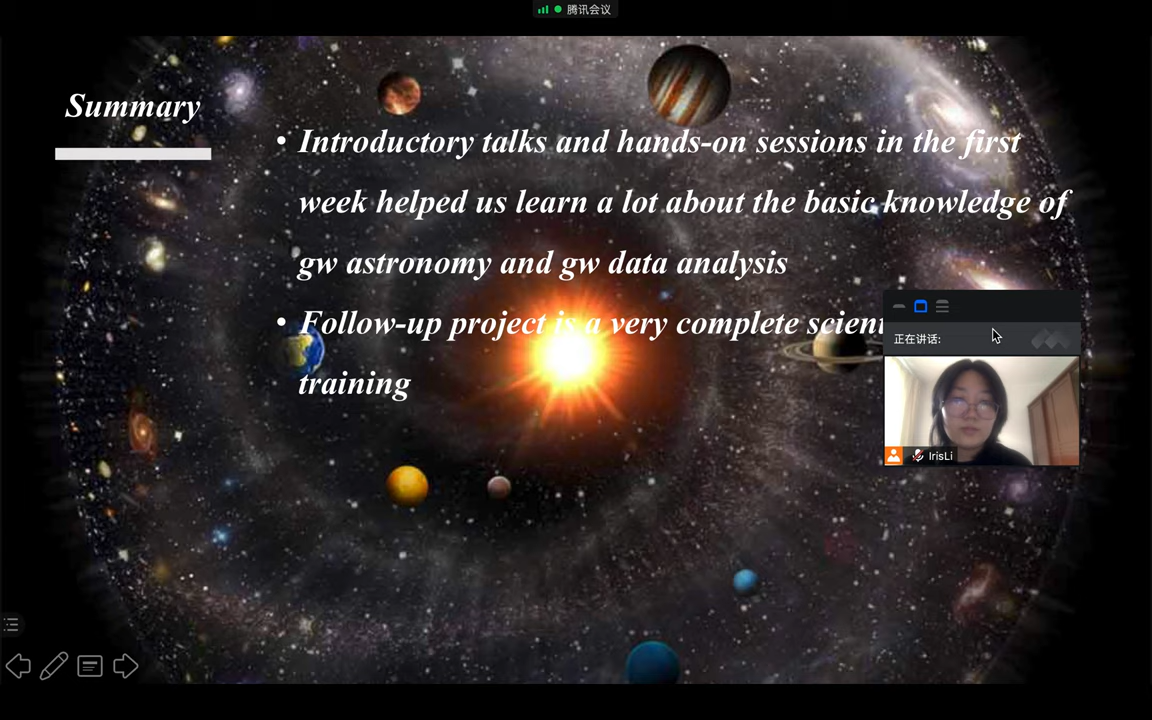 腾讯会议
Summary
• Introductory talks and hands-on sessions in the first
week helped us learn a lot about the basic knowledge of
gw astronomy and gw data analysis
• Follow-up project is a very complete
training
正在讲话:
IrisLi